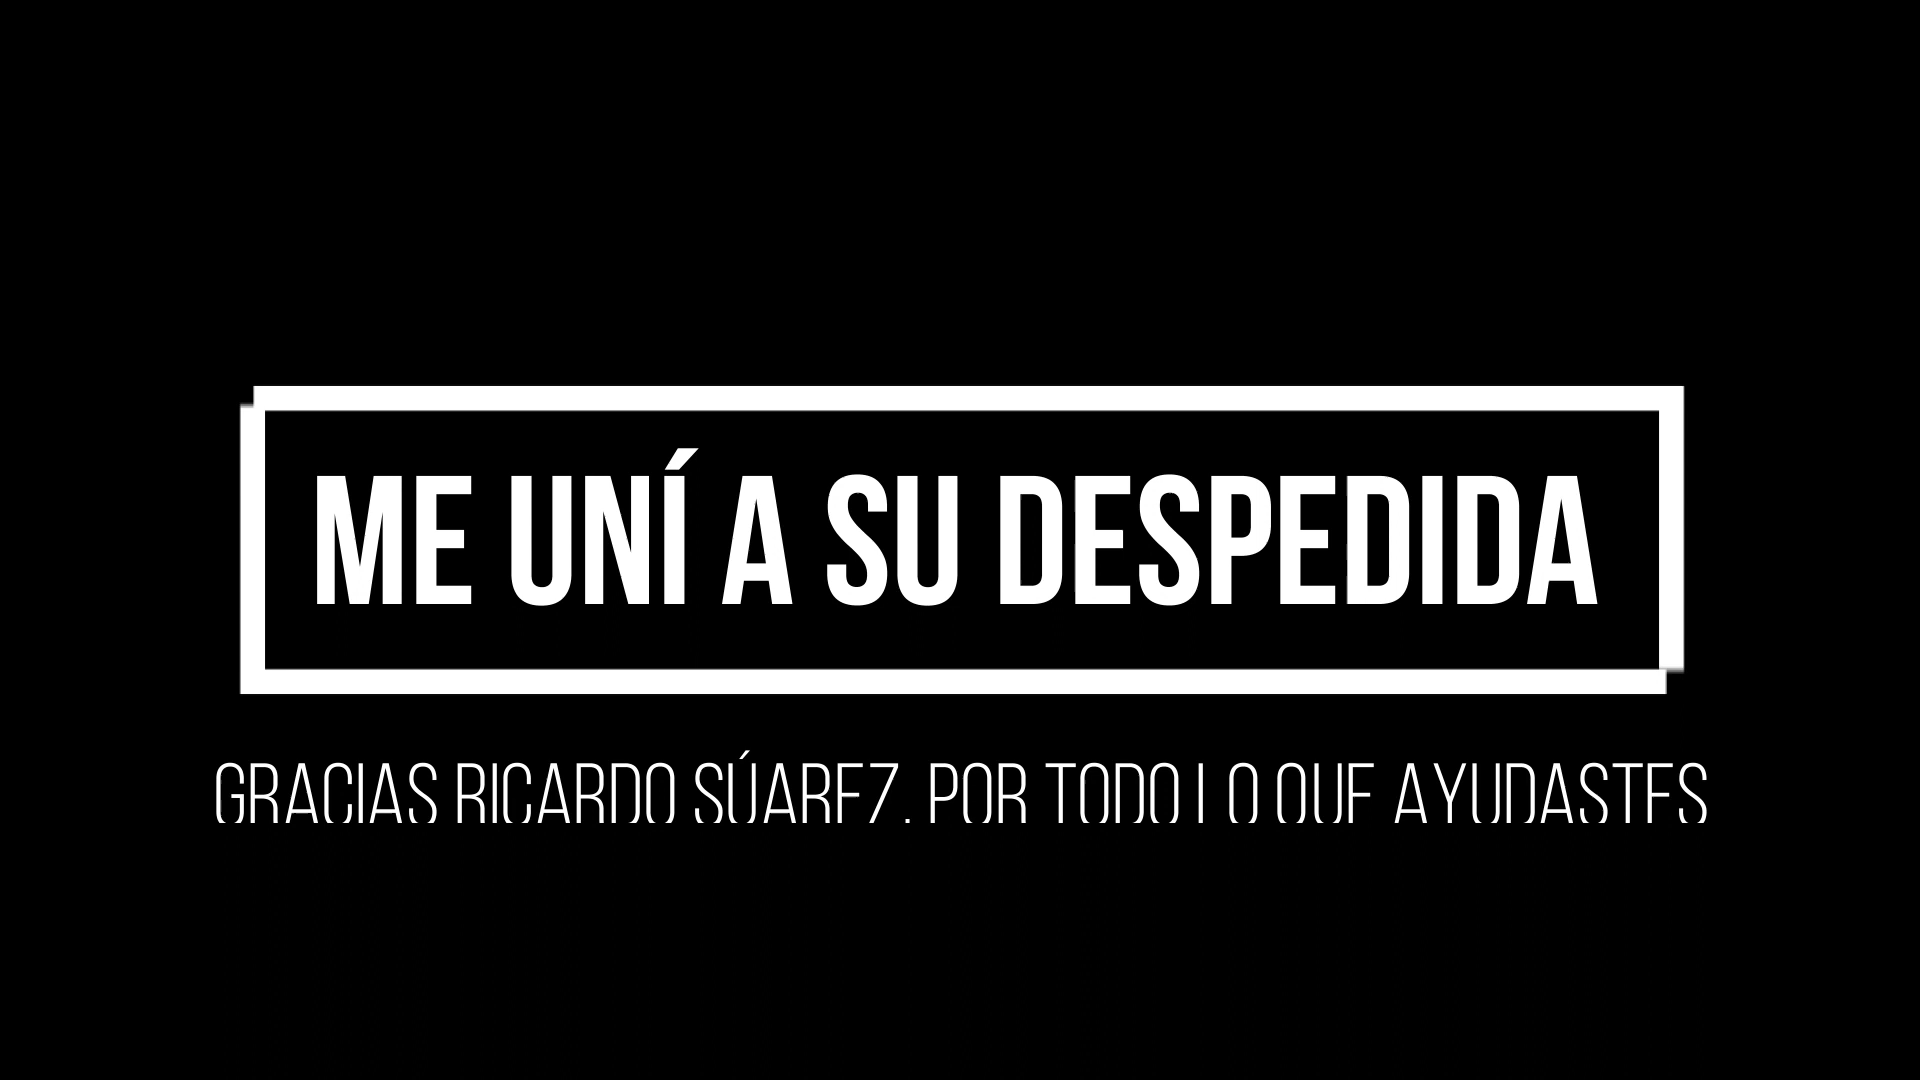 ME UNÍ A SU DESPEDIDA
GRACIAS RICARDO SÚAREZ, POR TODO LO QUE AYUDASTES